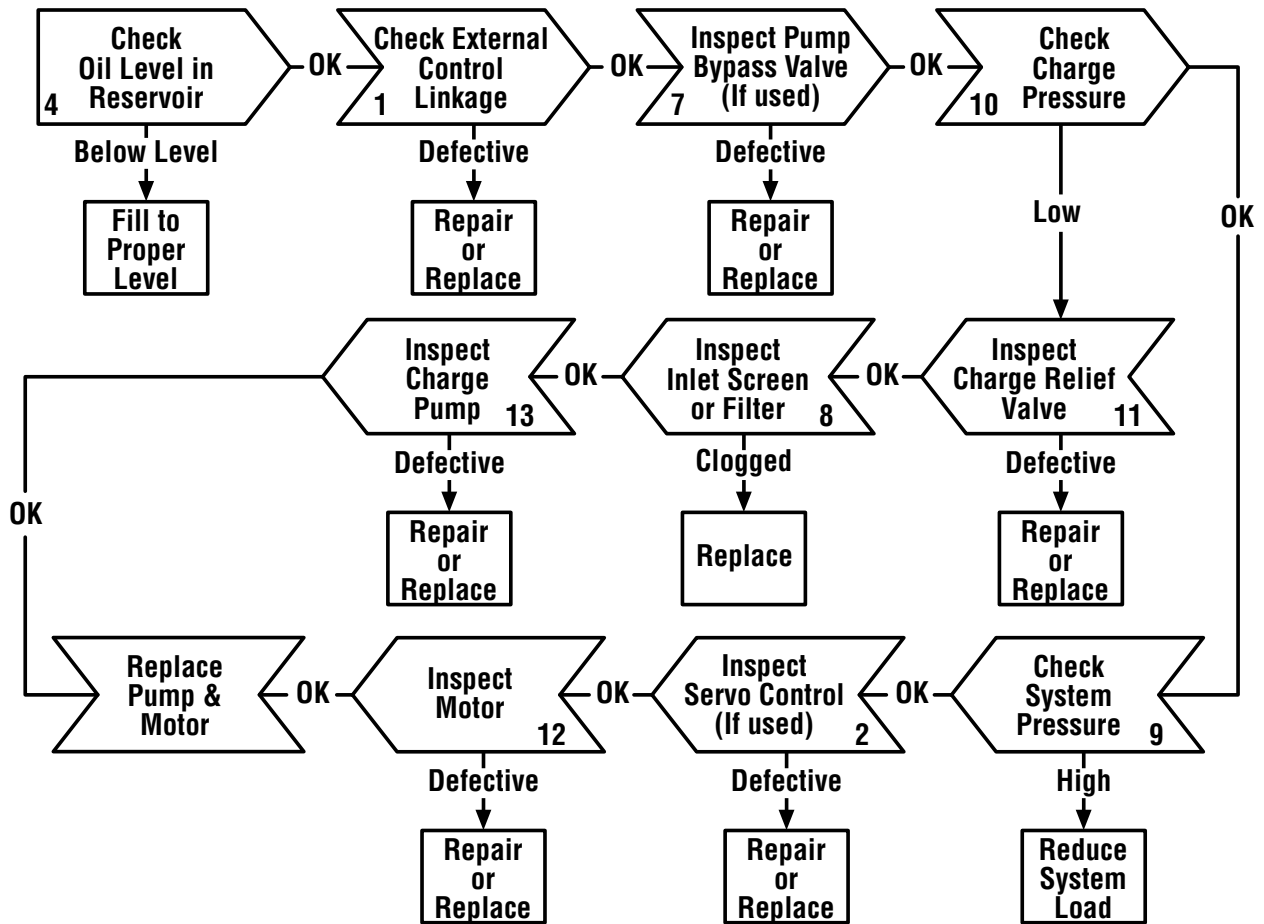 Check
Oil Level in
Reservoir
4
OK
Check External
Control
Linkage
1
OK
Inspect Pump
Bypass Valve
(If used)
7
OK
Check
Charge
Pressure
10
Below Level
Defective
Defective
Low
OK
Fill to
Proper
Level
Repair
or
Replace
Repair
or
Replace
Inspect
Charge
Pump
13
OK
Inspect
Inlet Screen
or Filter
8
OK
Inspect
Charge Relief
Valve
11
Defective
Clogged
Defective
OK
Repair
or
Replace
Replace
Repair
or
Replace
Replace
Pump &
Motor
OK
Inspect
Motor
12
OK
Inspect
Servo Control
(If used)
2
OK
Check
System
Pressure
9
Defective
Defective
High
Repair
or
Replace
Repair
or
Replace
Reduce
System
Load